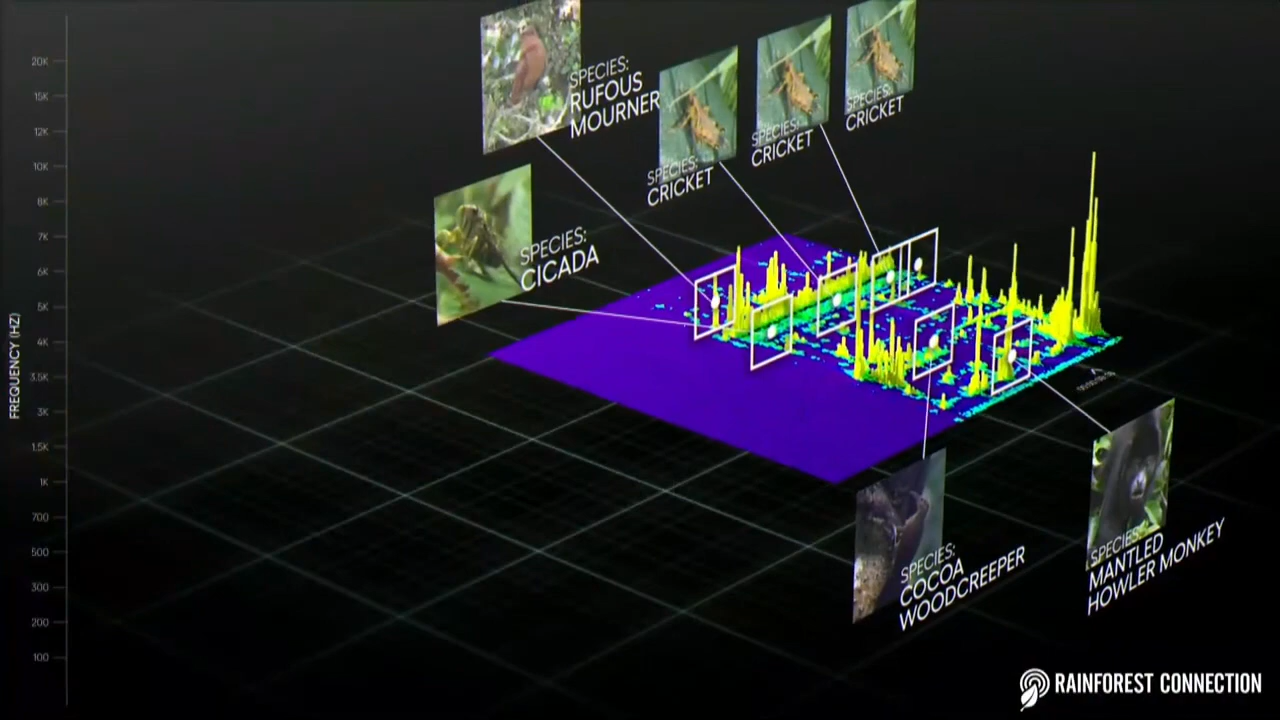 20K
15K
12K
10K
8K
7K
6K
5K
4K
3.5K
3K
1.5K
1K
700
500
300
200
100
FREQUENCY (HZ)
SPECIES:
RUFOUS
MOURNER
SPECIES:
CRICKET
SPECIES:
CRICKET
SPECIES:
CRICKET
SPECIES:
CICADA
SPECIES:
COCOA
WOODCREEPER
SPECIES:
MANTLED
HOWLER MONKEY
RAINFOREST CONNECTION